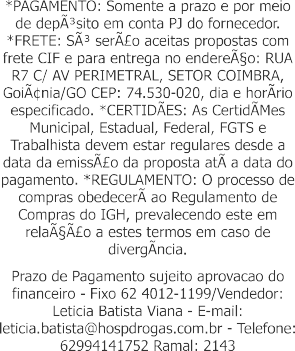 *PAGAMENTO: Somente a prazo e por meio
de depÃ³sito em conta PJ do fornecedor.
*FRETE: SÃ³ serÃ£o aceitas propostas com
frete CIF e para entrega no endereÃ§o: RUA
R7 C/ AV PERIMETRAL, SETOR COIMBRA,
GoiÃ¢nia/GO CEP: 74.530-020, dia e horÃ¡rio
especificado. *CERTIDÃES: As CertidÃMes
Municipal, Estadual, Federal, FGTS e
Trabalhista devem estar regulares desde a
data da emissÃ£o da proposta atÃ a data do
pagamento. *REGULAMENTO: O processo de
compras obedecerÃ ao Regulamento de
Compras do IGH, prevalecendo este em
relaÃ§Ã£o a estes termos em caso de
divergÃncia.
Prazo de Pagamento sujeito aprovacao do
financeiro - Fixo 62 4012-1199/Vendedor:
Leticia Batista Viana - E-mail:
leticia.batista@hospdrogas.com.br - Telefone:
62994141752 Ramal: 2143